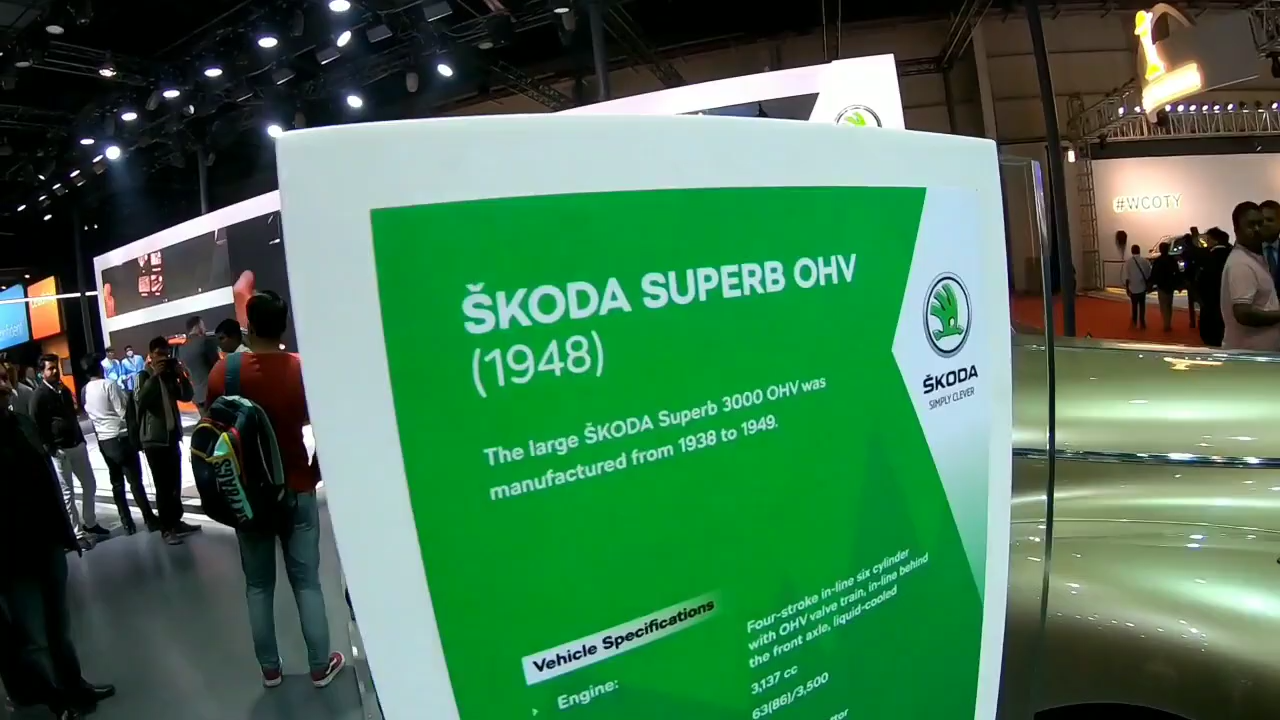 #WCOTY
ŠKODA SUPERB OHV
(1948)
ŠKODA
SIMPLY CLEVER
The large ŠKODA Superb 3000 OHV was
manufactured from 1938 to 1949.
Vehicle Specifications
Engine:
Four-stroke in-line six cylinder
with OHV valve train, in-line behind
the front axle, liquid-cooled
3,137 cc
63(86)/3,500